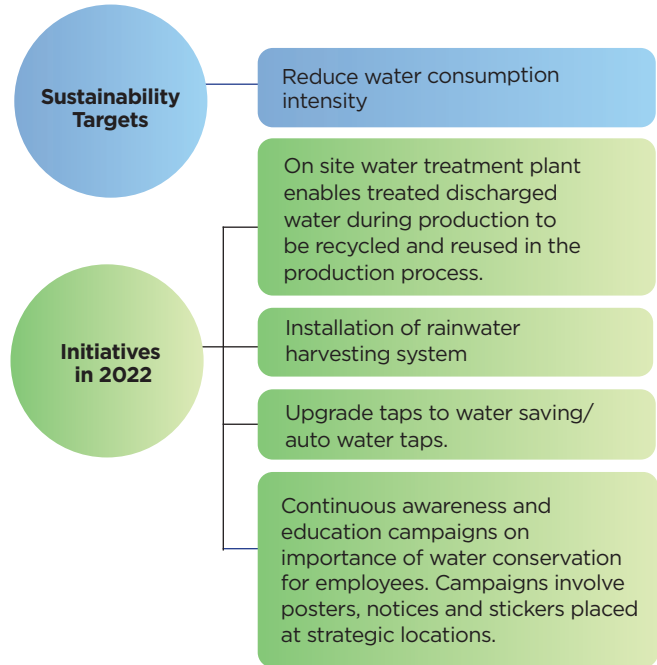 Sustainability
Targets
Reduce water consumption
intensity
Initiatives
in 2022
On site water treatment plant
enables treated discharged
water during production to
be recycled and reused in the
production process.
Installation of rainwater
harvesting system
Upgrade taps to water saving/
auto water taps.
Continuous awareness and
education campaigns on
importance of water conservation
for employees. Campaigns involve
posters, notices and stickers placed
at strategic locations.